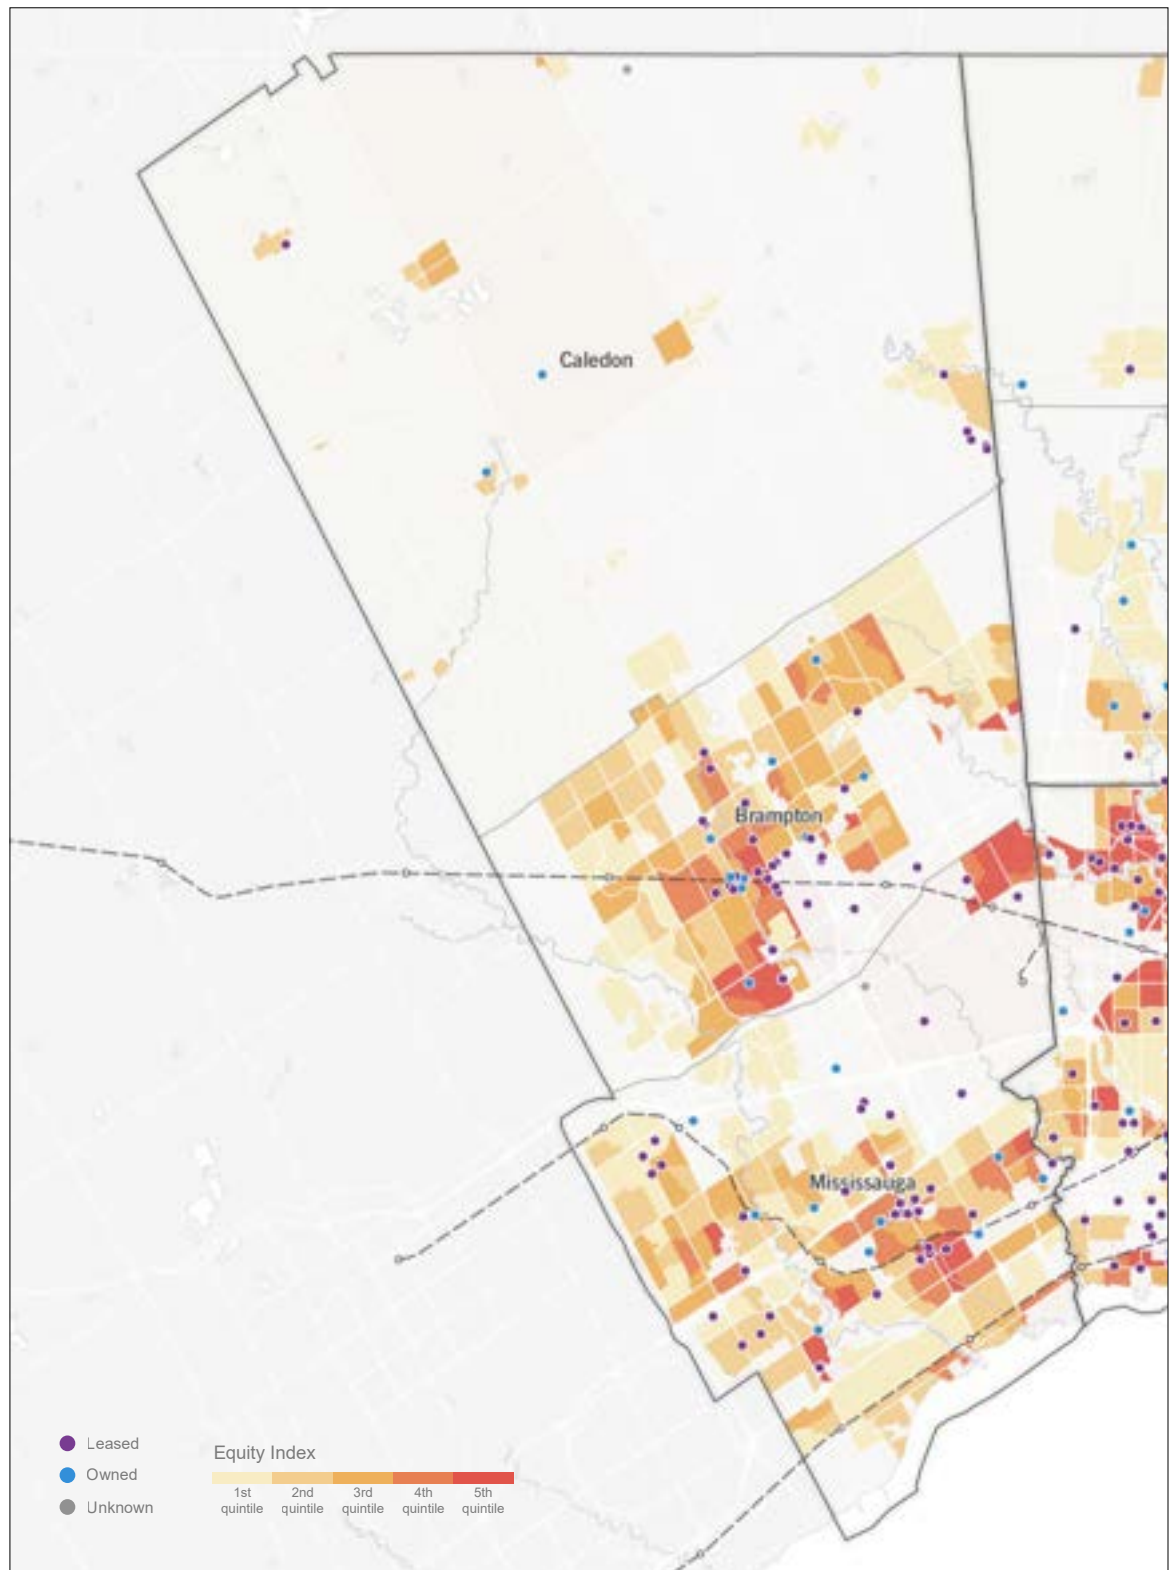 Caledon
Brampton
Mississauga
Leased
Owned
Unknown
Equity Index
1st quintile
2nd quintile
3rd quintile
4th quintile
5th quintile